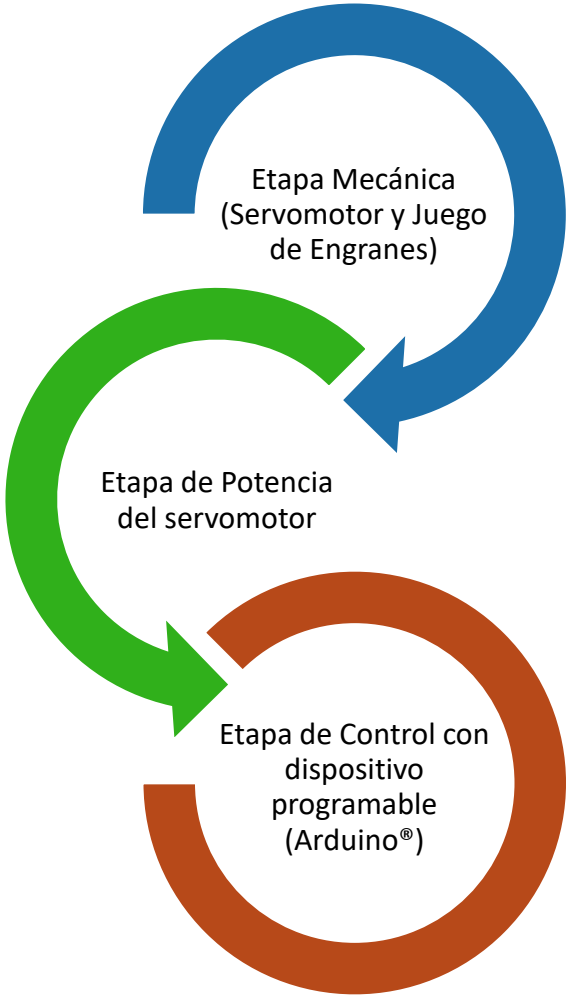 Etapa Mecánica
(Servomotor y Juego
de Engranes)
Etapa de Potencia
del servomotor
Etapa de Control con
dispositivo
programable
(Arduino®)